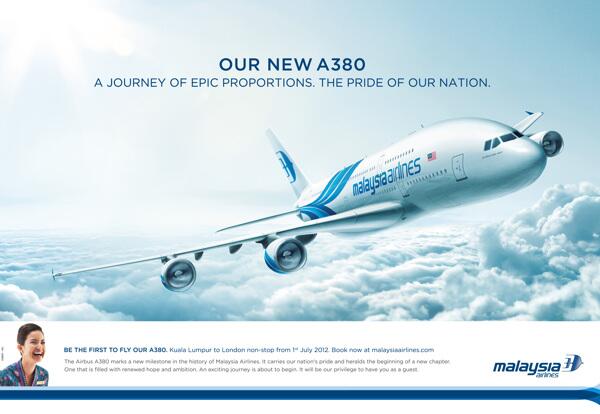 OUR NEW A380
A JOURNEY OF EPIC PROPORTIONS. THE PRIDE OF OUR NATION.
malaysia airlines
BE THE FIRST TO FLY OUR A380. Kuala Lumpur to London non-stop from 1st July 2012. Book now at malaysiaairlines.com
The Airbus A380 marks a new milestone in the history of Malaysia Airlines. It carries our nation's pride and heralds the beginning of a new chapter.
One that is filled with renewed hope and ambition. An exciting journey is about to begin. It will be our privilege to have you as a guest.
malaysia
airlines